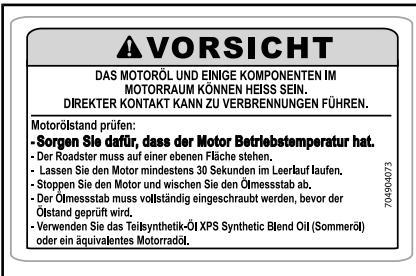 VORSICHT
DAS MOTORÖL UND EINIGE KOMPONENTEN IM
MOTORRAUM KÖNNEN HEISS SEIN.
DIREKTER KONTAKT KANN ZU VERBRENNUNGEN FÜHREN.
Motorölstand prüfen:
- Sorgen Sie dafür, dass der Motor Betriebstemperatur hat.
- Der Roadster muss auf einer ebenen Fläche stehen.
- Lassen Sie den Motor mindestens 30 Sekunden im Leerlauf laufen.
- Stoppen Sie den Motor und wischen Sie den Ölmessstab ab.
- Der Ölmessstab muss vollständig eingeschraubt werden, bevor der
Ölstand geprüft wird.
- Verwenden Sie das Teilsynthetik-Öl XPS Synthetic Blend Oil (Sommeröl)
oder ein äquivalentes Motorradöl.
704904073